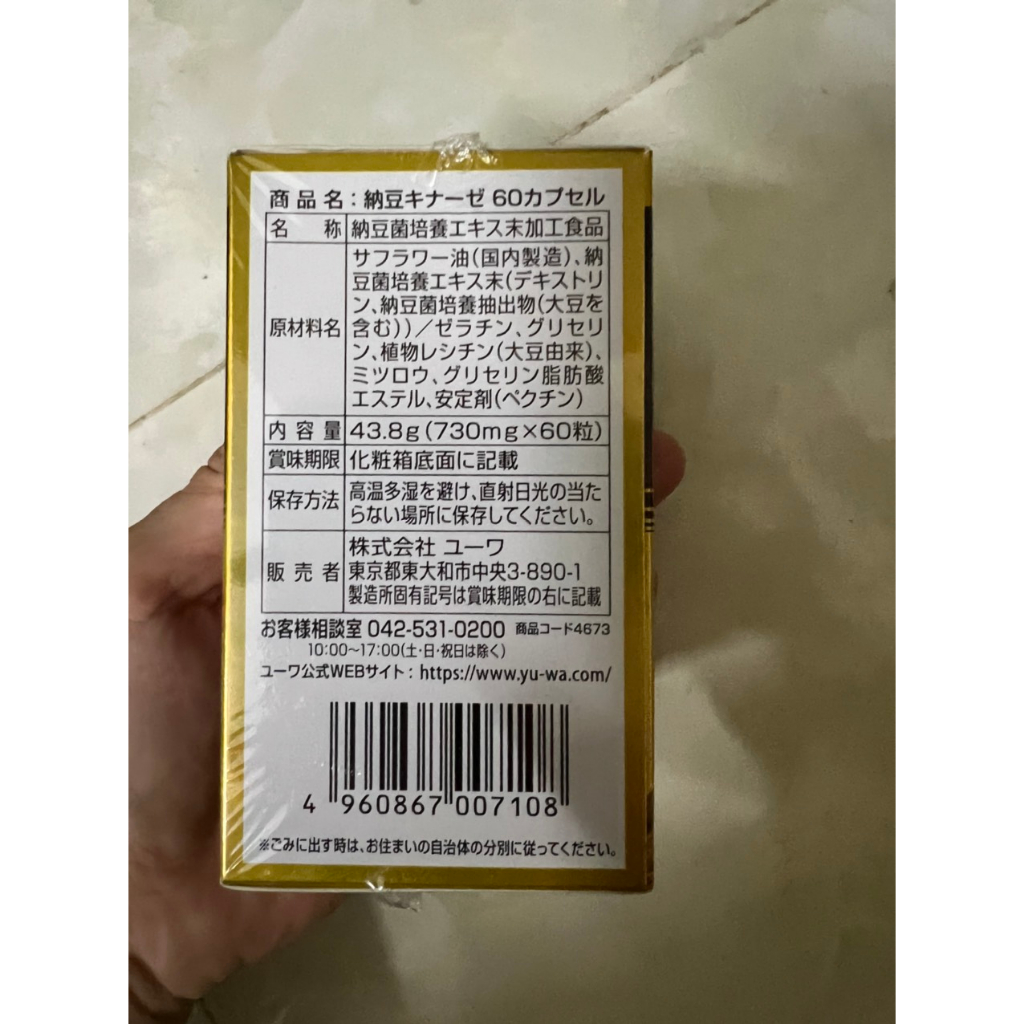 商品名：納豆キナーゼ 60カプセル
名称 納豆菌培養エキス末加工食品
原材料名 サフラワー油（国内製造）、納
豆菌培養エキス末（デキストリ
ン、納豆菌培養抽出物（大豆を
含む））／ゼラチン、グリセリ
ン、植物レシチン（大豆由来）、
ミツロウ、グリセリン脂肪酸
エステル、安定剤（ペクチン）
内容量 43.8g（730mg×60粒）
賞味期限 化粧箱底面に記載
保存方法 高温多湿を避け、直射日光の当た
らない場所に保存してください。
販売者 株式会社 ユーワ
東京都東大和市中央3-890-1
製造所固有記号は賞味期限の右に記載
お客様相談室 042-531-0200 商品コード4673
10:00～17:00（土・日・祝日は除く）
ユーワ公式WEBサイト：https://www.yu-wa.com/
4 960867 007108
※ごみに出す時は、お住まいの自治体の分別に従ってください。